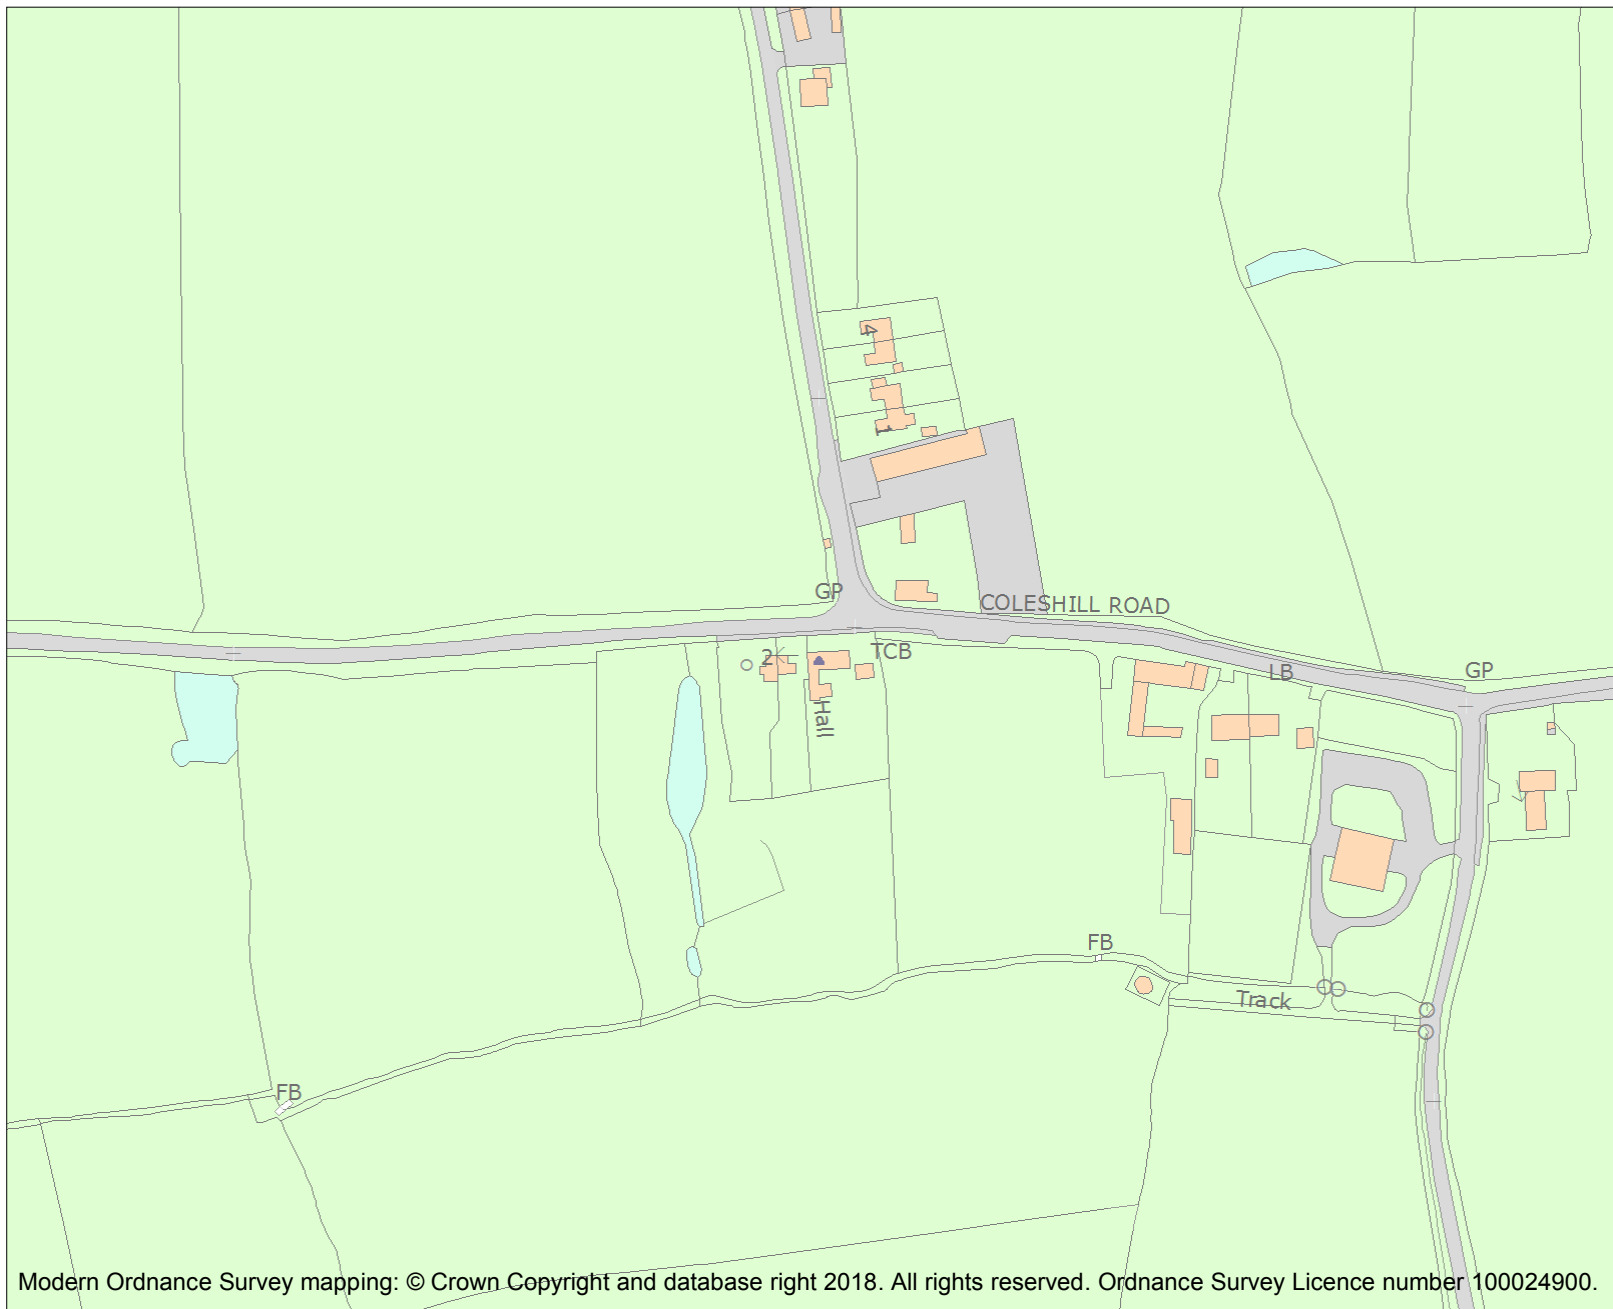 4
1
GP
COLESHILL ROAD
2
TCB
LB
GP
Hall
FB
Track
FB
Modern Ordnance Survey mapping: © Crown Copyright and database right 2018. All rights reserved. Ordnance Survey Licence number 100024900.